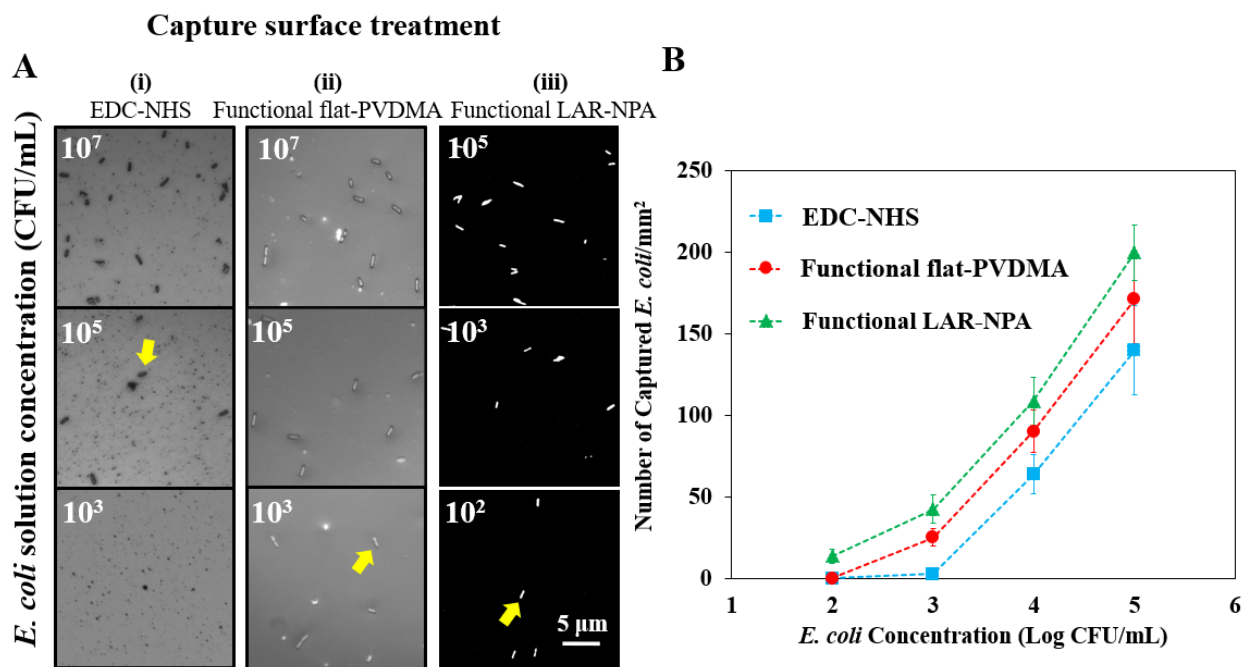 Capture surface treatment
A
(i)
EDC-NHS
(ii)
Functional flat-PVDMA
(iii)
Functional LAR-NPA
E. coli solution concentration (CFU/mL)
10⁷
10⁷
10⁵
10⁵
10⁵
10³
10³
10³
10²
5 μm
B
Number of Captured E. coli/mm²
250
200
150
100
50
0
EDC-NHS
Functional flat-PVDMA
Functional LAR-NPA
1 2 3 4 5 6
E. coli Concentration (Log CFU/mL)